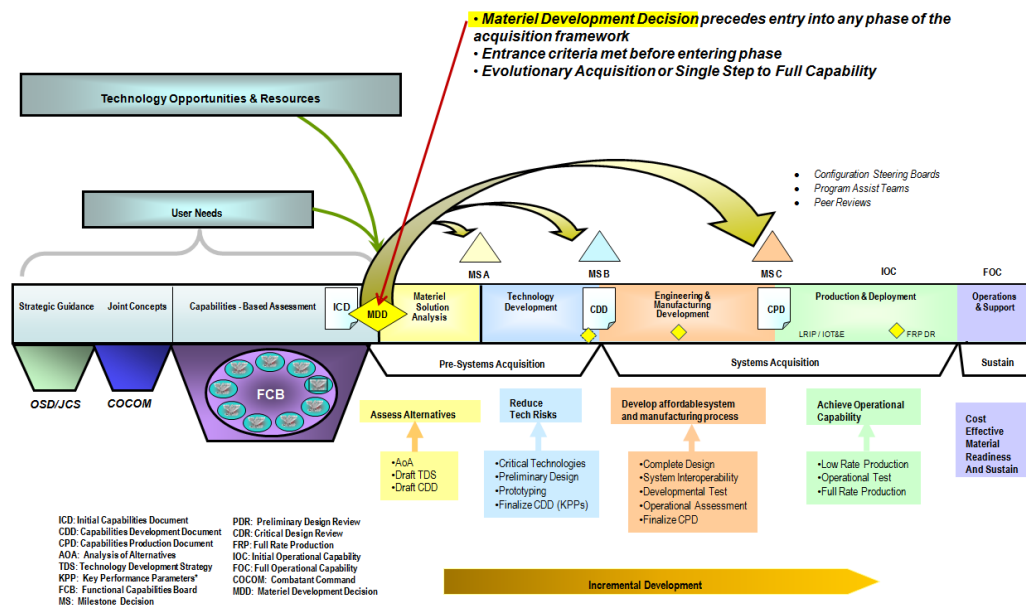 • Materiel Development Decision precedes entry into any phase of the
acquisition framework
• Entrance criteria met before entering phase
• Evolutionary Acquisition or Single Step to Full Capability
Technology Opportunities & Resources
User Needs
• Configuration Steering Boards
• Program Assist Teams
• Peer Reviews
MS A
MS B
MS C
IOC
FOC
Strategic Guidance
Joint Concepts
Capabilities - Based Assessment
ICD
MDD
Materiel
Solution
Analysis
Technology
Development
CDD
Engineering &
Manufacturing
Development
CPD
Production & Deployment
LRIP / IOT&E
FRP DR
Operations
& Support
OSD/JCS
COCOM
FCB
Pre-Systems Acquisition
Systems Acquisition
Sustain
Assess Alternatives
•AoA
•Draft TDS
•Draft CDD
Reduce
Tech Risks
•Critical Technologies
•Preliminary Design
•Prototyping
•Finalize CDD (KPPs)
Develop affordable system
and manufacturing process
•Complete Design
•System Interoperability
•Developmental Test
•Operational Assessment
•Finalize CPD
Achieve Operational
Capability
•Low Rate Production
•Operational Test
•Full Rate Production
Cost
Effective
Material
Readiness
And Sustain
ICD: Initial Capabilities Document
CDD: Capabilities Development Document
CPD: Capabilities Production Document
AOA: Analysis of Alternatives
TDS: Technology Development Strategy
KPP: Key Performance Parameters*
FCB: Functional Capabilities Board
MS: Milestone Decision
PDR: Preliminary Design Review
CDR: Critical Design Review
FRP: Full Rate Production
IOC: Initial Operational Capability
FOC: Full Operational Capability
COCOM: Combatant Command
MDD: Materiel Development Decision
Incremental Development